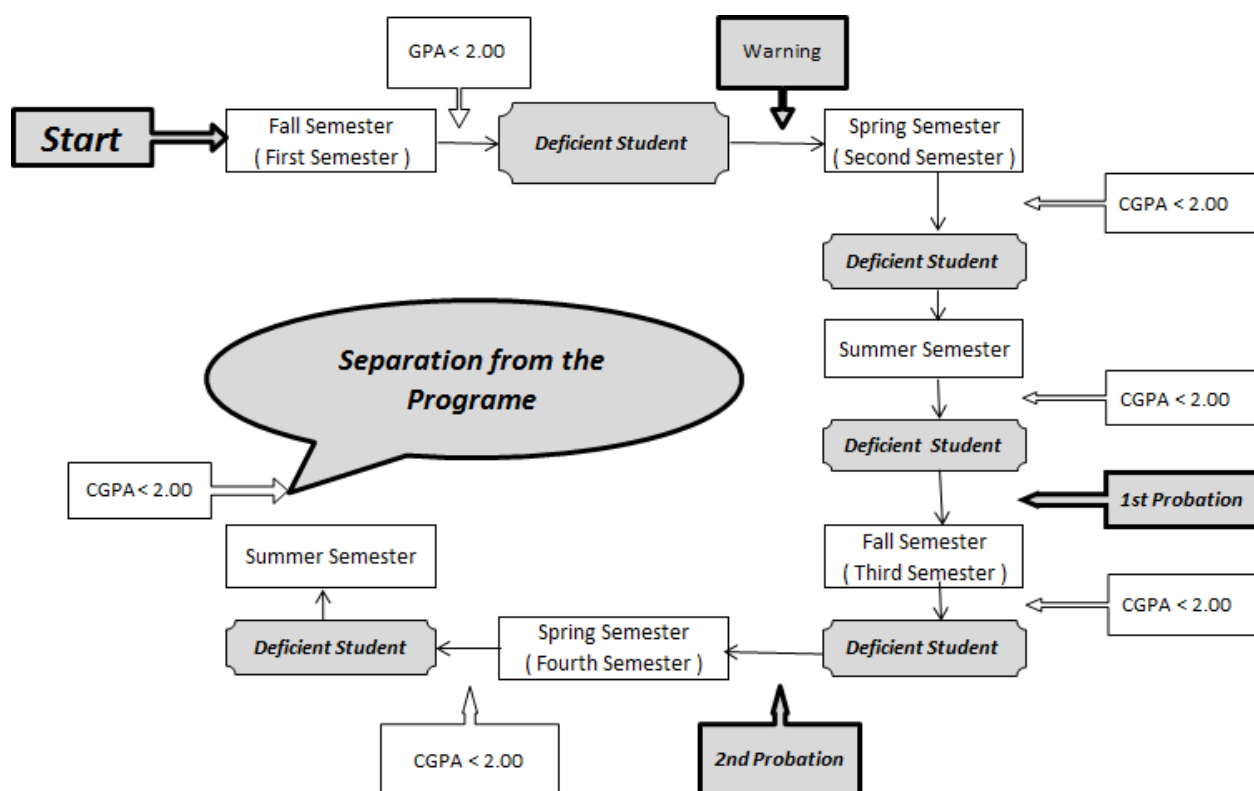 GPA < 2.00
Warning
Start
Fall Semester
( First Semester )
Deficient Student
Spring Semester
( Second Semester )
CGPA < 2.00
Deficient Student
Summer Semester
CGPA < 2.00
Deficient Student
1st Probation
Fall Semester
( Third Semester )
CGPA < 2.00
Deficient Student
2nd Probation
Spring Semester
( Fourth Semester )
CGPA < 2.00
Deficient Student
Summer Semester
CGPA < 2.00
Separation from the
Programe